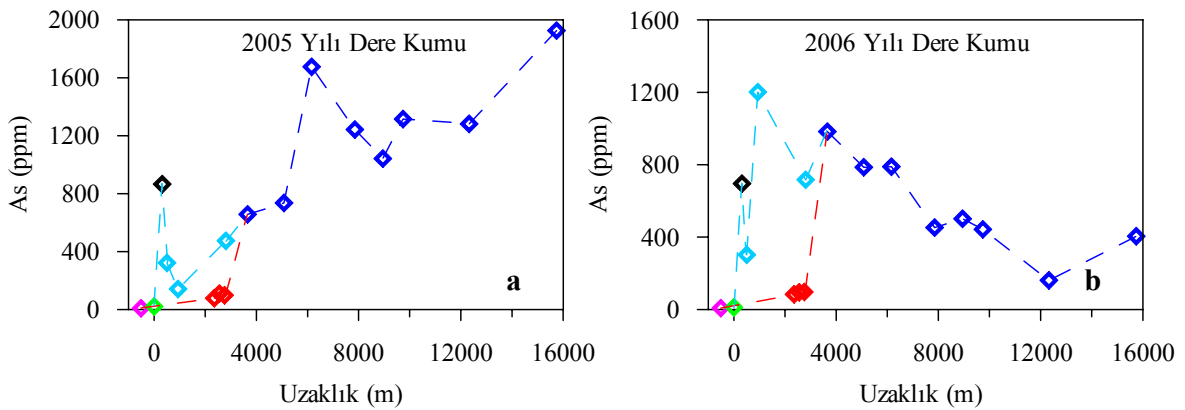 2005 Yılı Dere Kumu
As (ppm)
2000
1600
1200
800
400
0
a
0 4000 8000 12000 16000
Uzaklık (m)
2006 Yılı Dere Kumu
As (ppm)
1600
1200
800
400
0
b
0 4000 8000 12000 16000
Uzaklık (m)